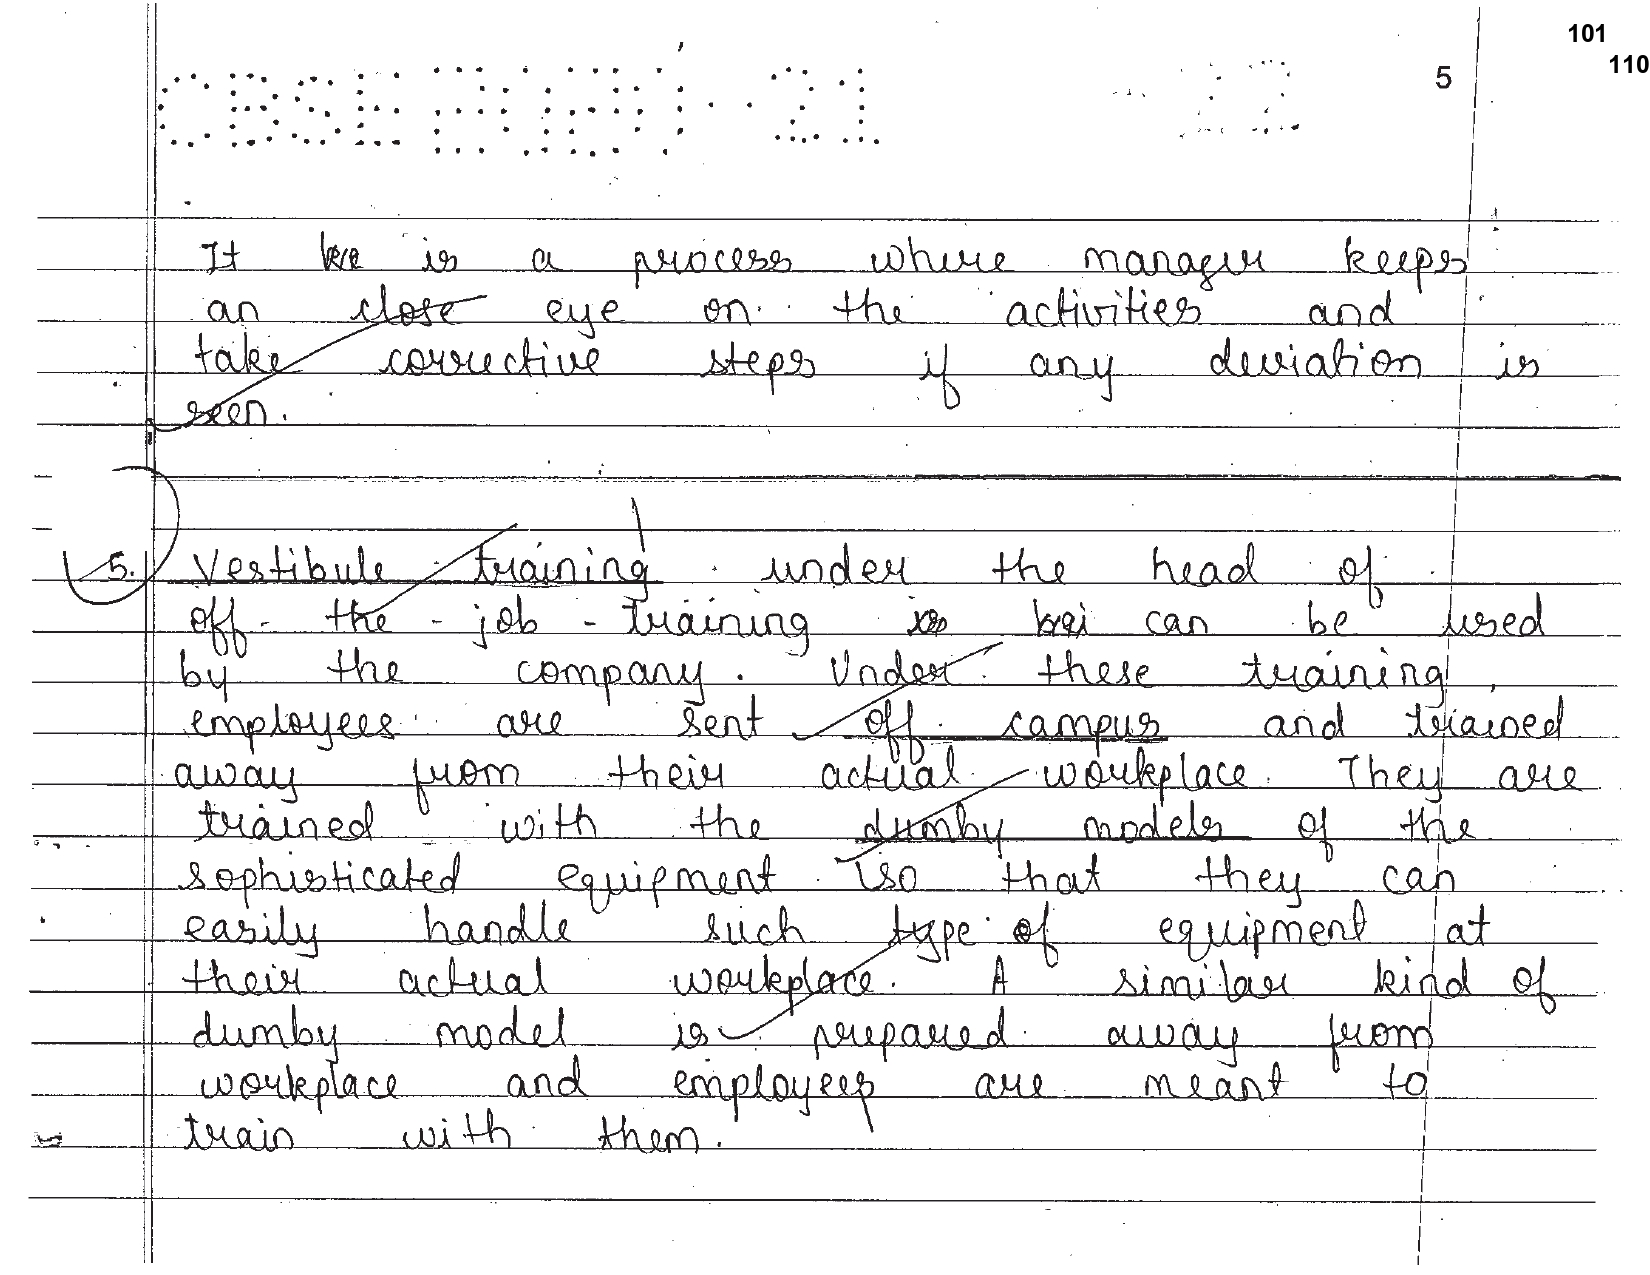 101
110
5
It is a process where manager keeps
an close eye on the activities and
take corrective steps if any deviation is
seen.
5. Vestibule training under the head of
off-the-job-training can be used
by the company. Under these training,
employees are sent off campus and trained
away from their actual workplace. They are
trained with the dumby models of the
sophisticated equipment so that they can
easily handle such type of equipment at
their actual workplace. A similar kind of
dumby model is prepared away from
workplace and employees are meant to
train with them.